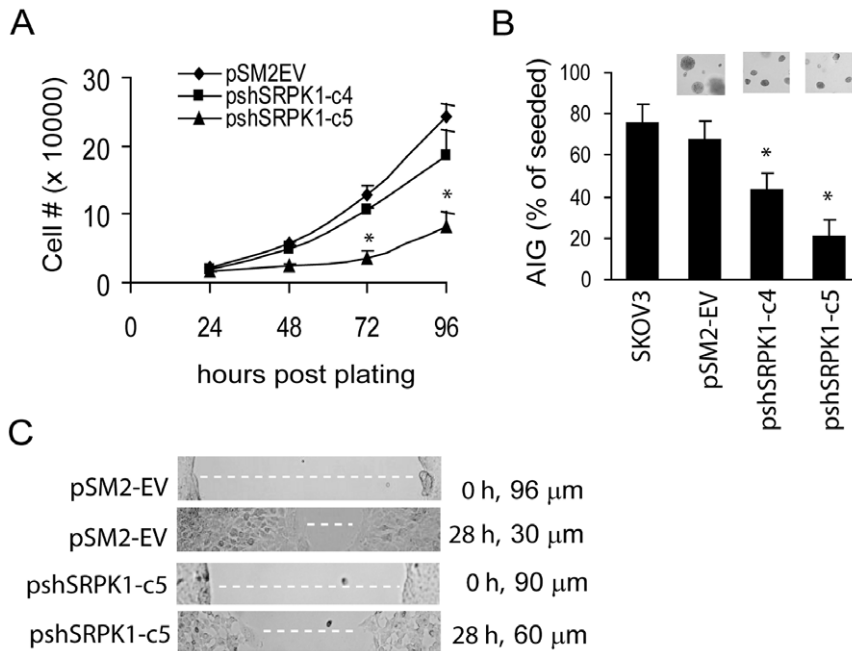 A
pSM2EV
pshSRPK1-c4
pshSRPK1-c5
Cell # (x 10000)
30
20
10
0
*
*
0
24
48
72
96
hours post plating
B
AIG (% of seeded)
100
80
60
40
20
0
*
*
SKOV3
pSM2-EV
pshSRPK1-c4
pshSRPK1-c5
C
pSM2-EV
0 h, 96 μm
pSM2-EV
28 h, 30 μm
pshSRPK1-c5
0 h, 90 μm
pshSRPK1-c5
28 h, 60 μm